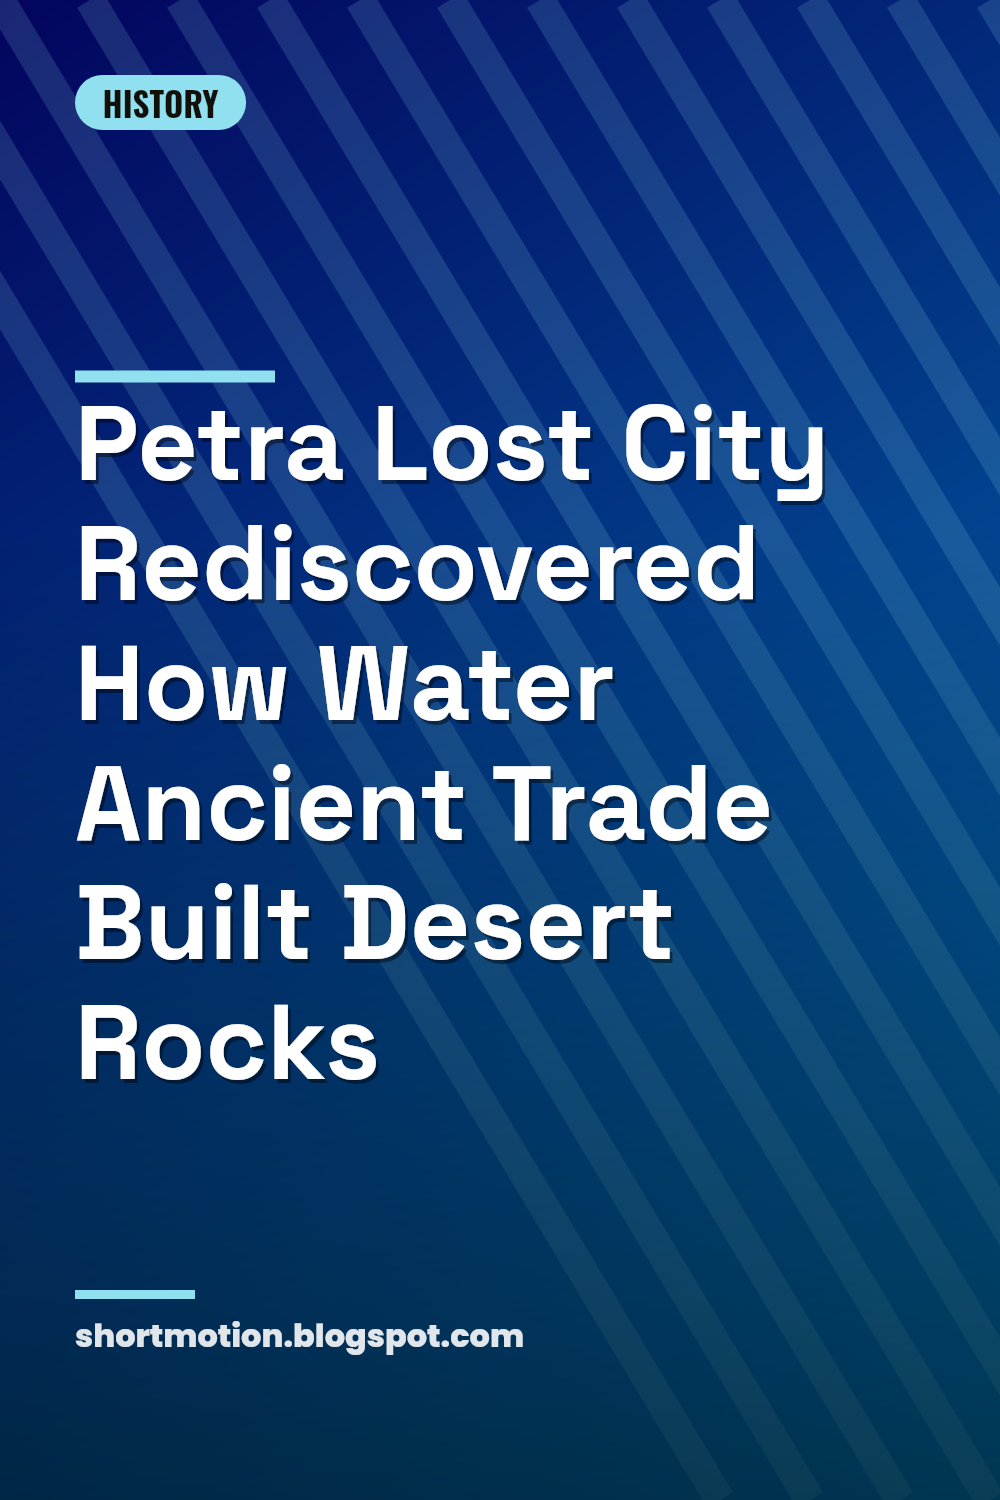 HISTORY
Petra Lost City
Rediscovered
How Water
Ancient Trade
Built Desert
Rocks
shortmotion.blogspot.com